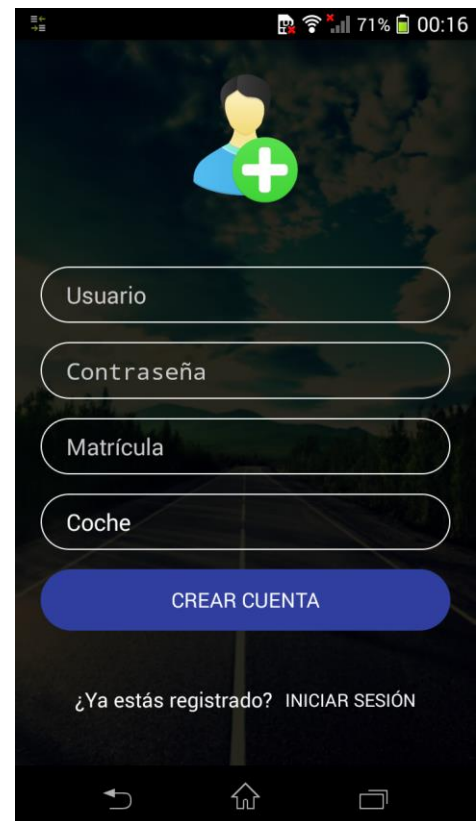 71% 00:16
Usuario
Contraseña
Matrícula
Coche
CREAR CUENTA
¿Ya estás registrado? INICIAR SESIÓN